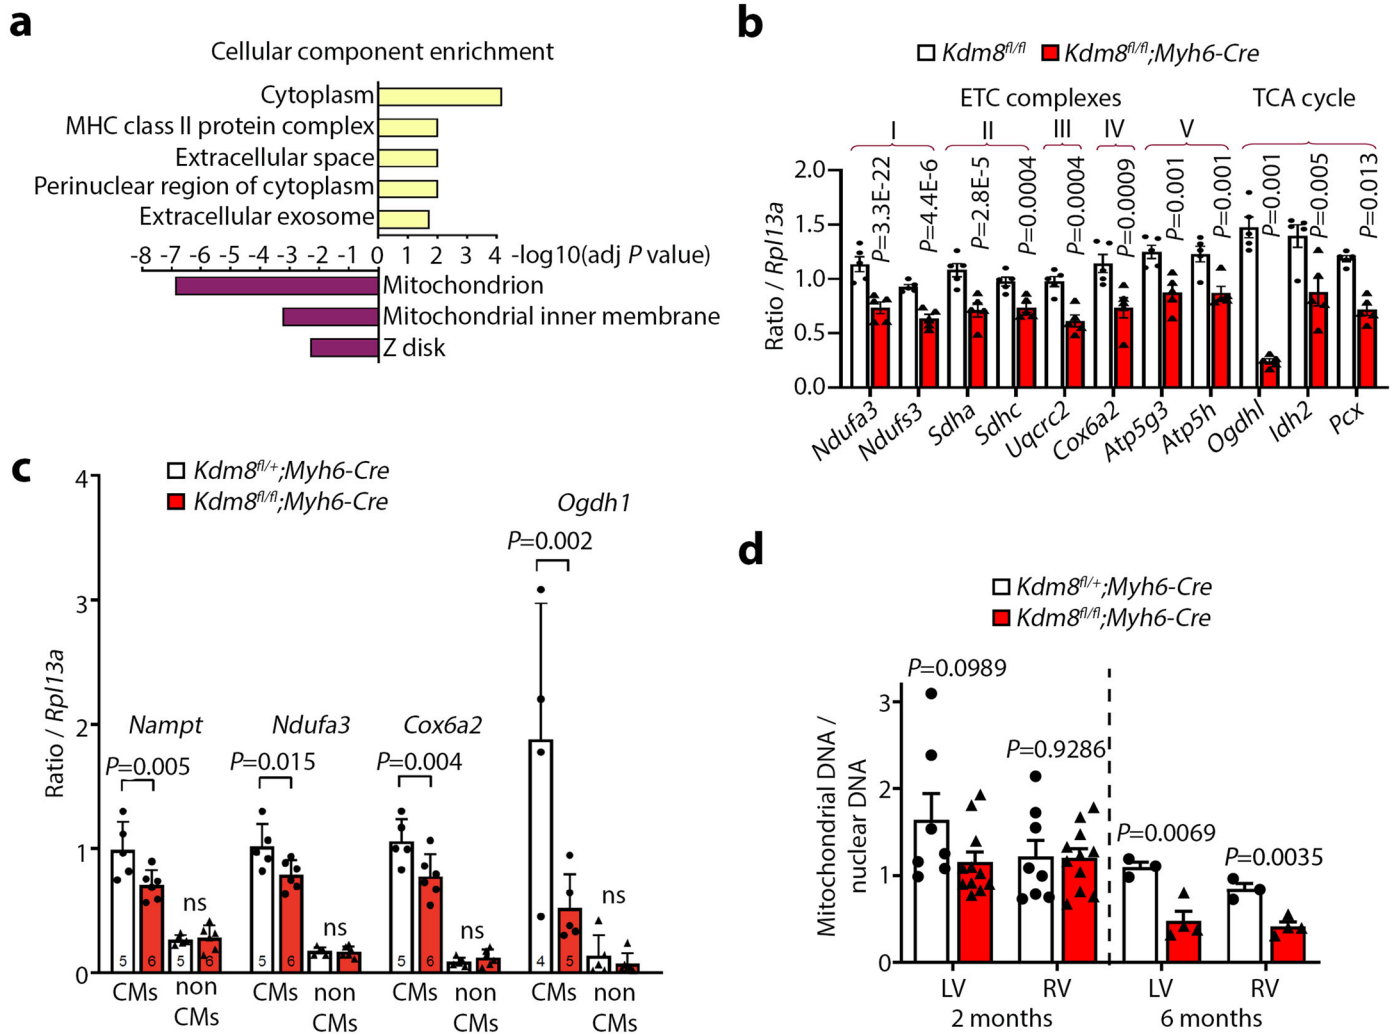 a
Cellular component enrichment
Cytoplasm
MHC class II protein complex
Extracellular space
Perinuclear region of cytoplasm
Extracellular exosome
-8 -7 -6 -5 -4 -3 -2 -1 0 1 2 3 4 -log10(adj P value)
Mitochondrion
Mitochondrial inner membrane
Z disk
b
Kdm8fl/fl Kdm8fl/fl;Myh6-Cre
ETC complexes TCA cycle
I II III IV V
P=3.3E-22 P=4.4E-6 P=2.8E-5 P=0.0004 P=0.0004 P=0.0009 P=0.001 P=0.001 P=0.001 P=0.005 P=0.013
Ratio / Rpl13a
2.0
1.5
1.0
0.5
0.0
Ndufa3 Ndufs3 Sdha Sdhc Uqcrc2 Cox6a2 Atp5g3 Atp5h Ogdhl Idh2 Pcx
c
Kdm8fl/+;Myh6-Cre
Kdm8fl/fl;Myh6-Cre
Ratio / Rpl13a
4
3
2
1
0
Nampt Ndufa3 Cox6a2 Ogdh1
P=0.005 P=0.015 P=0.004 P=0.002
ns ns ns ns
5 6 5 6 5 6 5 6 4 5
CMs non CMs non CMs non CMs non
CMs CMs CMs CMs
d
Kdm8fl/+;Myh6-Cre
Kdm8fl/fl;Myh6-Cre
Mitochondrial DNA /
nuclear DNA
3
2
1
0
P=0.0989
P=0.9286
P=0.0069
P=0.0035
LV RV LV RV
2 months 6 months